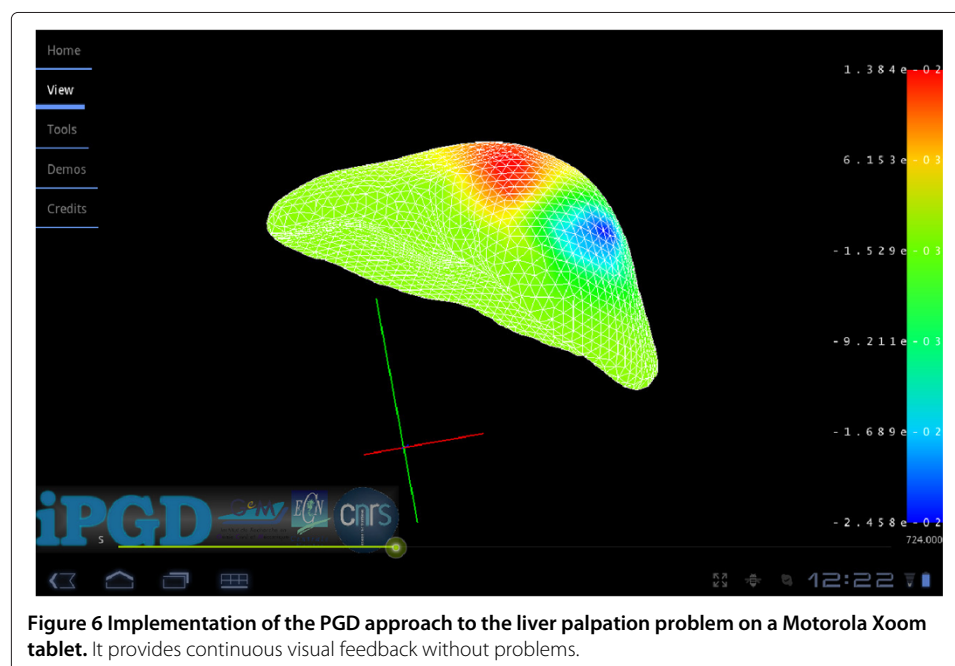 Home
View
Tools
Demos
Credits
1.384e-02
6.153e-03
-1.529e-03
-9.211e-03
-1.689e-02
-2.458e-02
iPGD
ECN
cnrs
S
724.000
12:22
Figure 6 Implementation of the PGD approach to the liver palpation problem on a Motorola Xoom
tablet. It provides continuous visual feedback without problems.